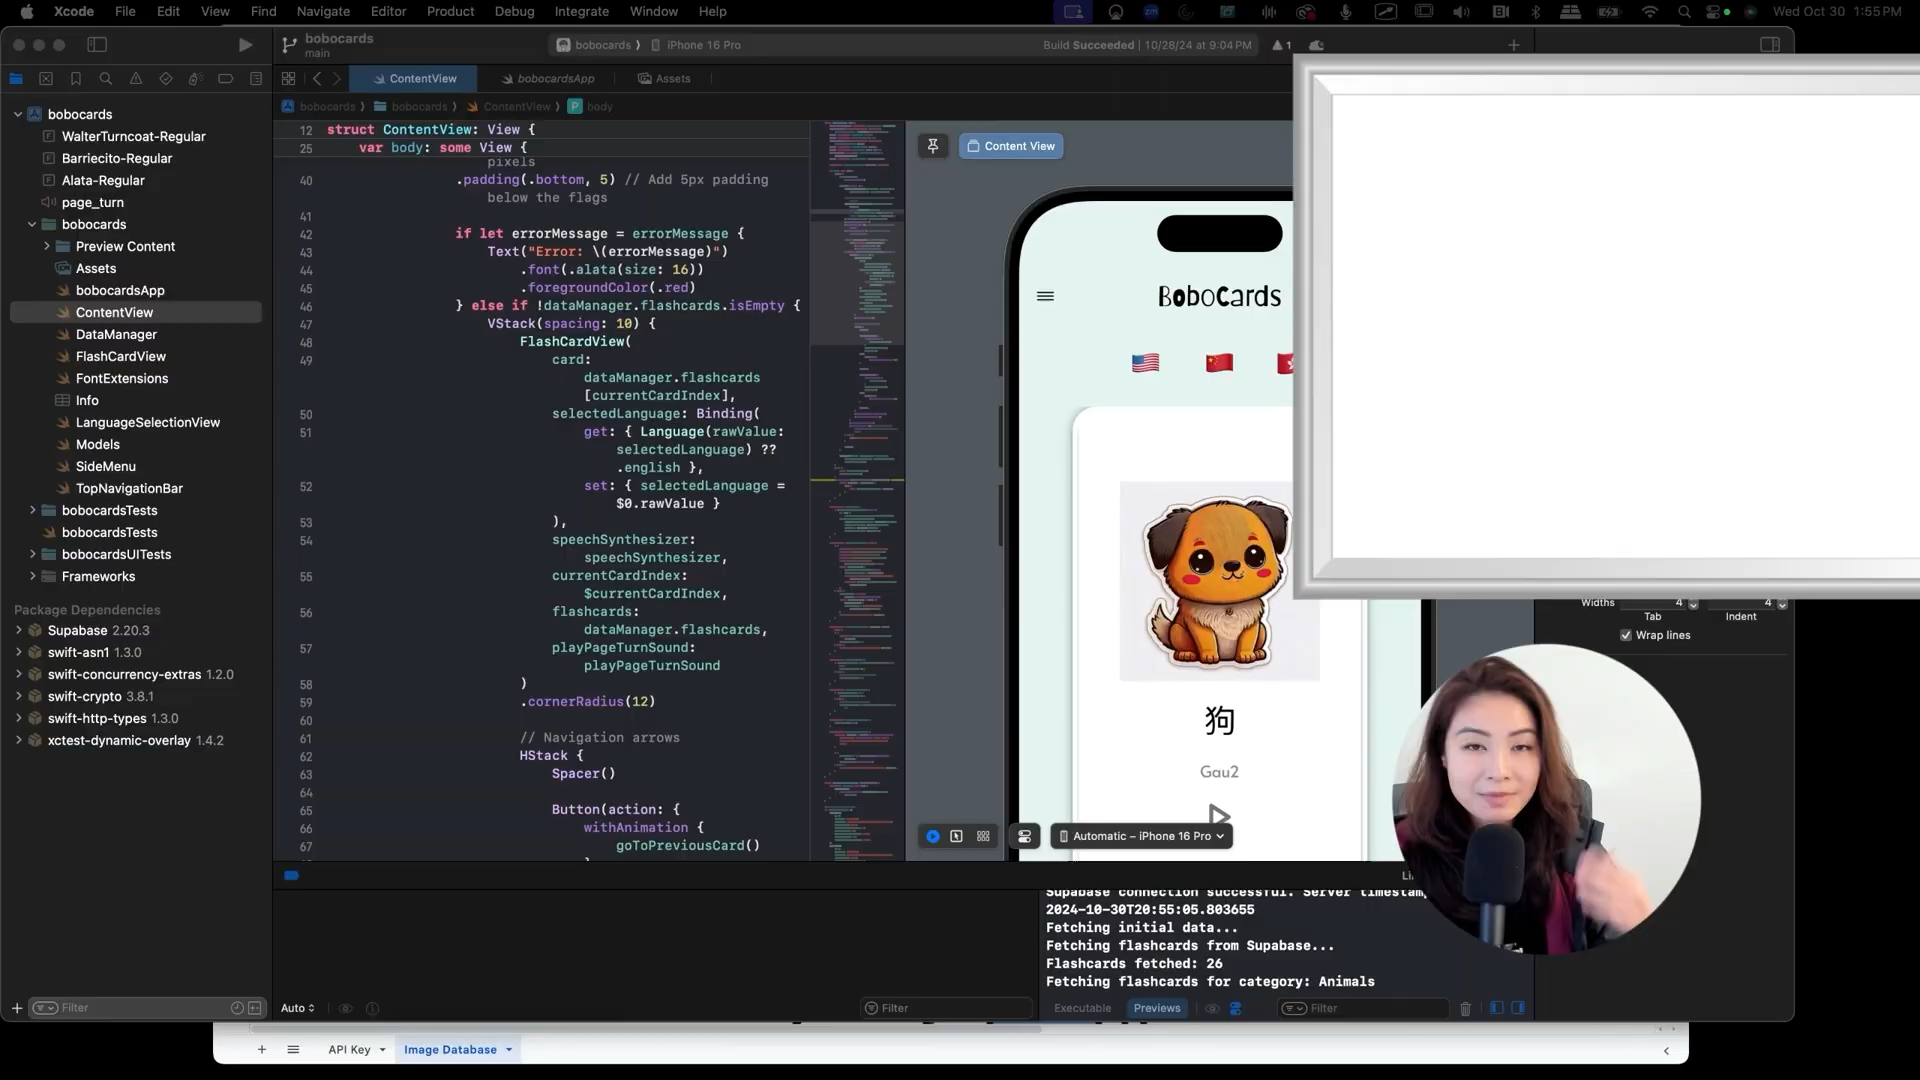 Xcode File Edit View Find Navigate Editor Product Debug Integrate Window Help
Wed Oct 30 1:55 PM
bobocards
main
bobocards iPhone 16 Pro
Build Succeeded | 10/28/24 at 9:04 PM
1
ContentView
bobocardsApp
Assets
bobocards
bobocards
ContentView
body
bobocards
WalterTurncoat-Regular
Barriecito-Regular
Alata-Regular
page_turn
bobocards
Preview Content
Assets
bobocardsApp
ContentView
DataManager
FlashCardView
FontExtensions
Info
LanguageSelectionView
Models
SideMenu
TopNavigationBar
bobocardsTests
bobocardsTests
bobocardsUITests
Frameworks
Package Dependencies
Supabase 2.20.3
swift-asn1 1.3.0
swift-concurrency-extras 1.2.0
swift-crypto 3.8.1
swift-http-types 1.3.0
xctest-dynamic-overlay 1.4.2
Filter
12 struct ContentView: View {
25 var body: some View {
pixels
40 .padding(.bottom, 5) // Add 5px padding
below the flags
41
42 if let errorMessage = errorMessage {
43 Text("Error: \(errorMessage)")
44 .font(.alata(size: 16))
45 .foregroundColor(.red)
46 } else if !dataManager.flashcards.isEmpty {
47 VStack(spacing: 10) {
48 FlashCardView(
49 card:
dataManager.flashcards
[currentCardIndex],
50 selectedLanguage: Binding(
51 get: { Language(rawValue:
selectedLanguage) ??
.english },
52 set: { selectedLanguage =
$0.rawValue }
53 ),
54 speechSynthesizer:
speechSynthesizer,
55 currentCardIndex:
$currentCardIndex,
56 flashcards:
dataManager.flashcards,
57 playPageTurnSound:
playPageTurnSound
58 )
59 .cornerRadius(12)
60
61 // Navigation arrows
62 HStack {
63 Spacer()
64
65 Button(action: {
66 withAnimation {
67 goToPreviousCard()
Content View
BoboCards
狗
Gau2
Automatic – iPhone 16 Pro
Widths 4 4
Tab Indent
Wrap lines
Supabase connection successful. Server timestamp
2024-10-30T20:55:05.803655
Fetching initial data...
Fetching flashcards from Supabase...
Flashcards fetched: 26
Fetching flashcards for category: Animals
Auto
Filter
Executable Previews
Filter
API Key
Image Database